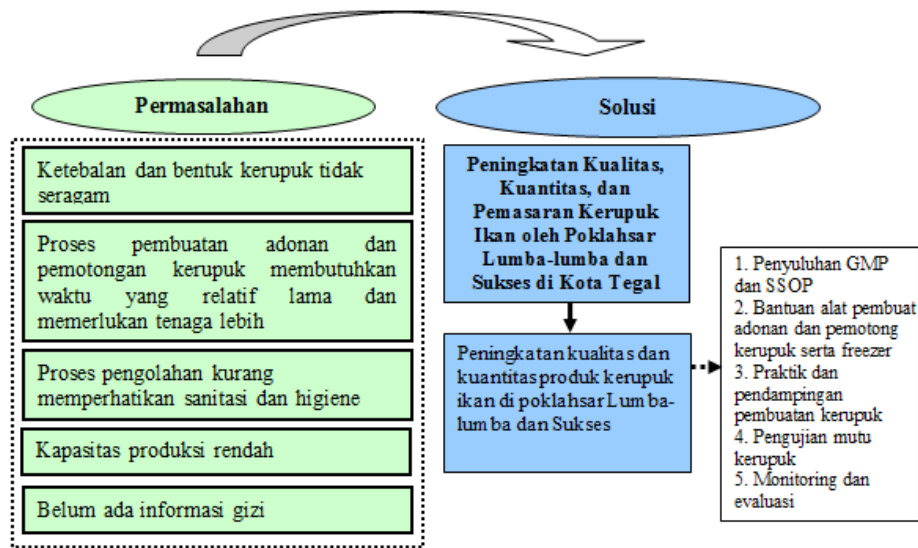 Permasalahan
Ketebalan dan bentuk kerupuk tidak
seragam
Proses pembuatan adonan dan
pemotongan kerupuk membutuhkan
waktu yang relatif lama dan
memerlukan tenaga lebih
Proses pengolahan kurang
memperhatikan sanitasi dan higiene
Kapasitas produksi rendah
Belum ada informasi gizi
Solusi
Peningkatan Kualitas,
Kuantitas, dan
Pemasaran Kerupuk
Ikan oleh Poklahsar
Lumba-lumba dan
Sukses di Kota Tegal
Peningkatan kualitas dan
kuantitas produk kerupuk
ikan di poklahsar Lumba-
lumba dan Sukses
1. Penyuluhan GMP
dan SSOP
2. Bantuan alat pembuat
adonan dan pemotong
kerupuk serta freezer
3. Praktik dan
pendampingan
pembuatan kerupuk
4. Pengujian mutu
kerupuk
5. Monitoring dan
evaluasi